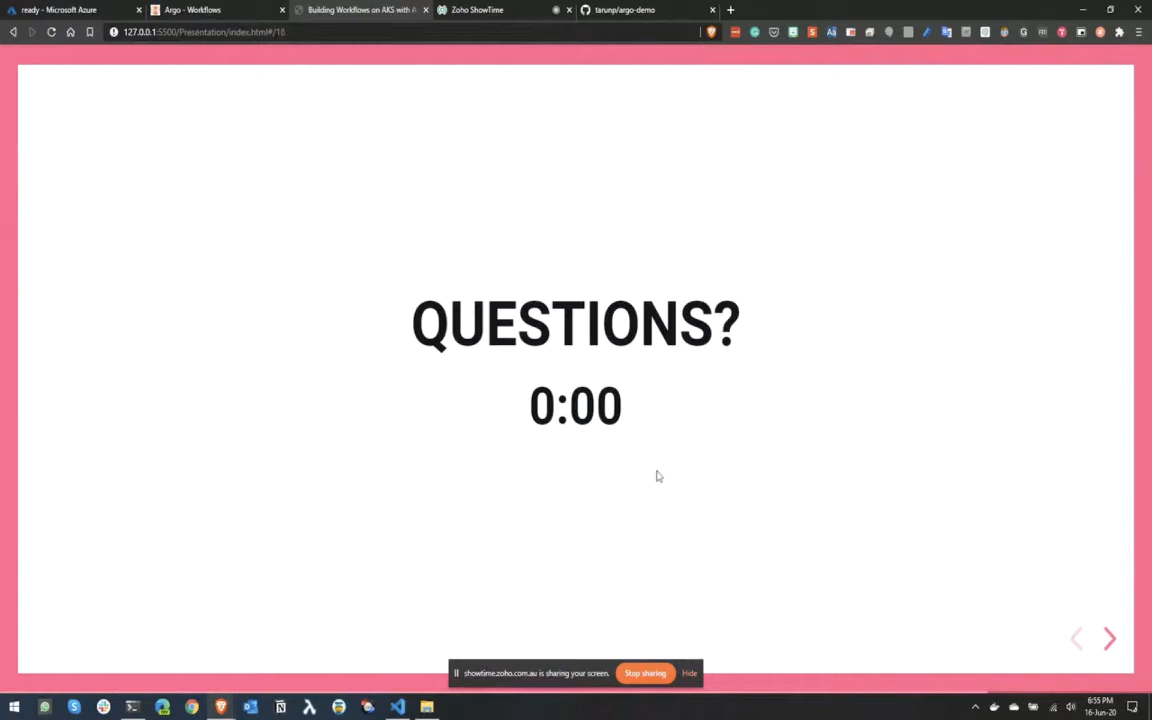 ready - Microsoft Azure
Argo - Workflows
Building Workflows on AKS with A
Zoho ShowTime
tarunp/argo-demo
127.0.0.1:5500/Presentation/index.html#/18
QUESTIONS?
0:00
showtime.zoho.com.au is sharing your screen.
Stop sharing
Hide
6:55 PM
16-Jun-20